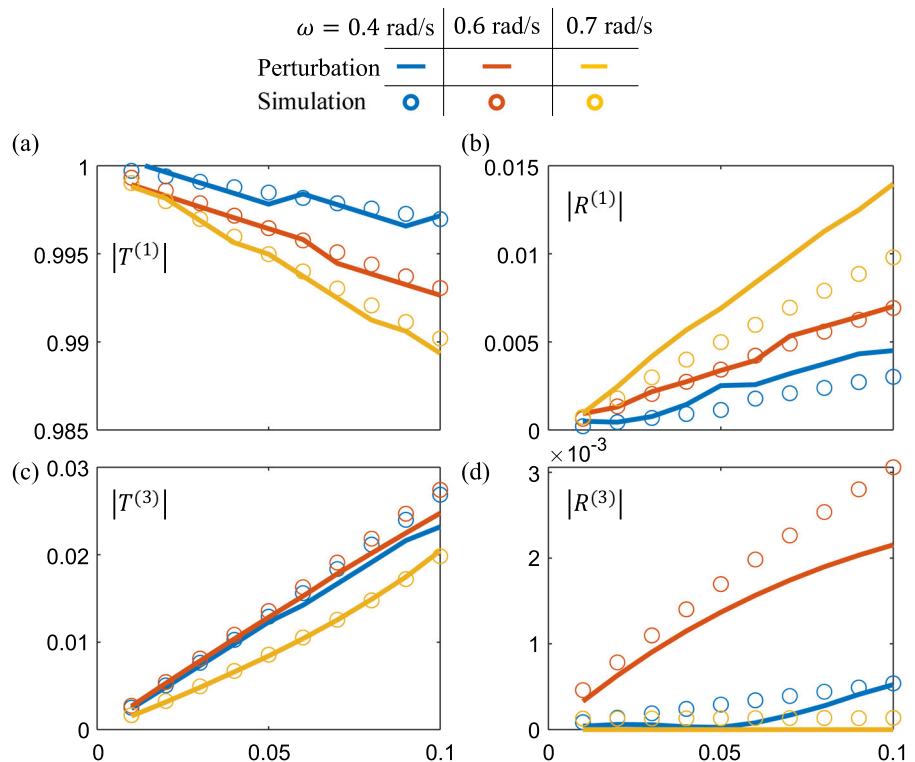 ω = 0.4 rad/s 0.6 rad/s 0.7 rad/s
Perturbation
Simulation
(a)
(b)
1
0.995
0.99
0.985
|T⁽¹⁾|
0.015
0.01
0.005
0
|R⁽¹⁾|
(c)
(d)
0.03
0.02
0.01
0
|T⁽³⁾|
×10⁻³
3
2
1
0
|R⁽³⁾|
0 0.05 0.1
0 0.05 0.1